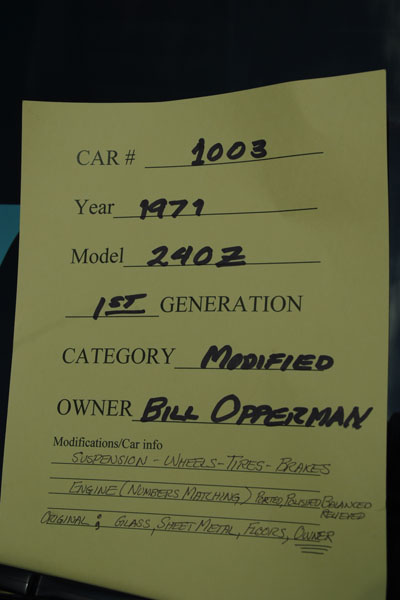 CAR # 1003
Year 1971
Model 240Z
1ST GENERATION
CATEGORY MODIFIED
OWNER BILL OPPERMAN
Modifications/Car info
SUSPENSION - WHEELS - TIRES - BRAKES
ENGINE (NUMBERS MATCHING) PORTED, POLISHED, BALANCED
RELIEVED
ORIGINAL: GLASS, SHEET METAL, FLOORS, OWNER